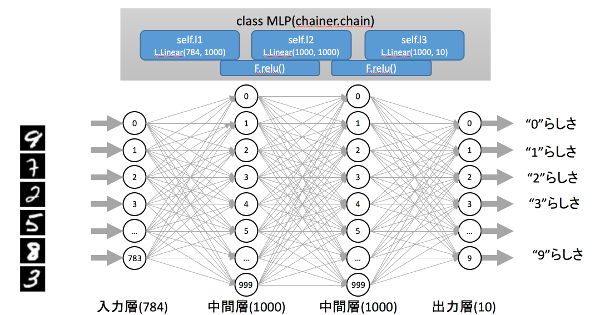 class MLP(chainer.chain)
self.l1
L.Linear(784, 1000)
self.l2
L.Linear(1000, 1000)
self.l3
L.Linear(1000, 10)
F.relu()
F.relu()
9
7
2
5
8
3
0
1
2
3
...
783
0
1
2
3
4
5
...
999
0
1
2
3
4
5
...
999
0
1
2
3
...
9
“0”らしさ
“1”らしさ
“2”らしさ
“3”らしさ
“9”らしさ
入力層(784)
中間層(1000)
中間層(1000)
出力層(10)